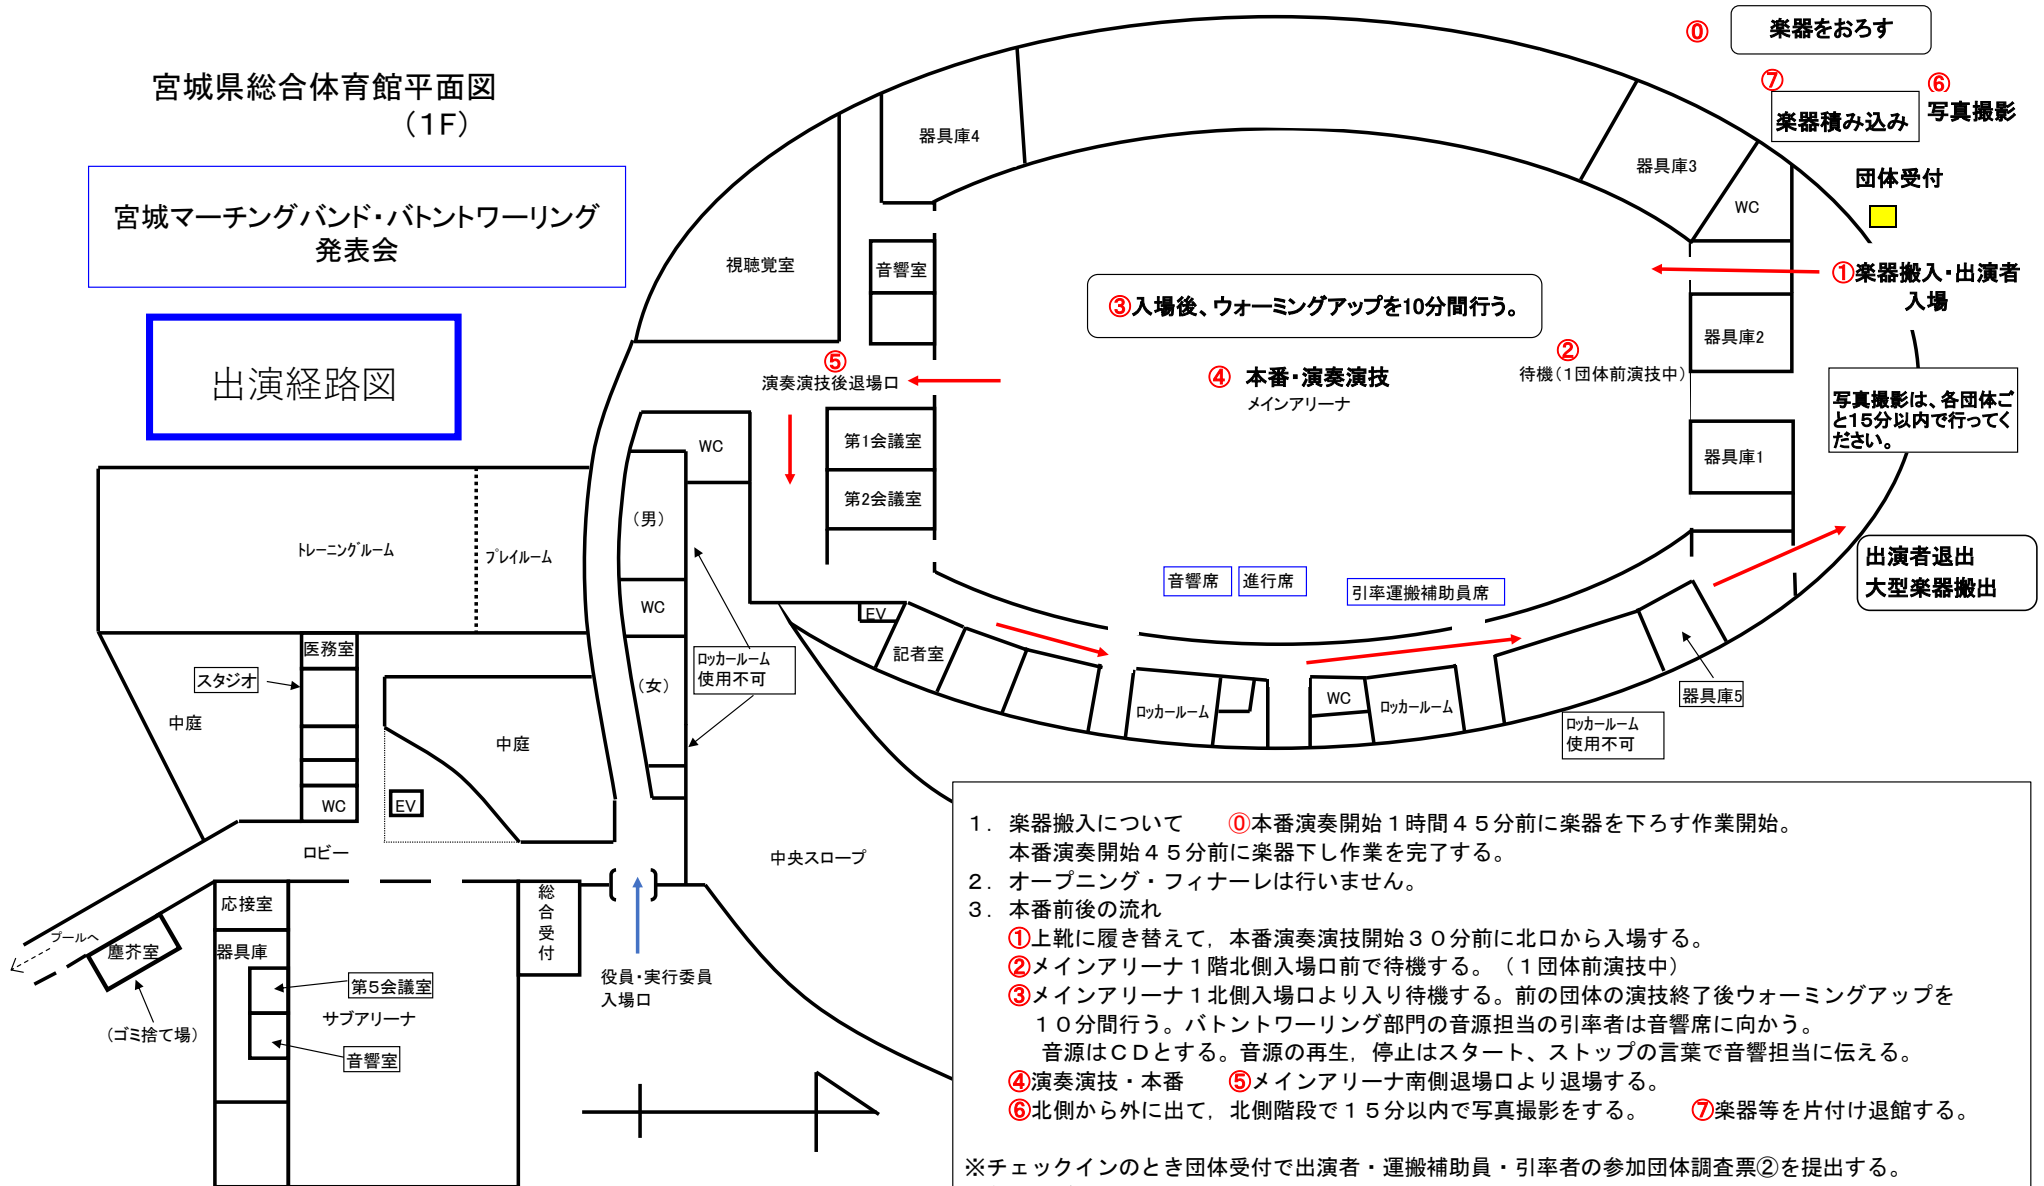 宮城県総合体育館平面図
（1F）
宮城マーチングバンド・バトントワーリング
発表会
出演経路図
⓪
楽器をおろす
⑦
⑥
楽器積み込み
写真撮影
団体受付
①楽器搬入・出演者
入場
器具庫4
器具庫3
WC
視聴覚室
音響室
③入場後、ウォーミングアップを10分間行う。
器具庫2
②
待機(1団体前演技中)
④ 本番・演奏演技
メインアリーナ
⑤
演奏演技後退場口
写真撮影は、各団体ご
と15分以内で行ってく
ださい。
第1会議室
第2会議室
器具庫1
WC
（男）
WC
（女）
ﾛｯｶｰﾙｰﾑ
使用不可
ﾄﾚｰﾆﾝｸﾞﾙｰﾑ
ﾌﾟﾚｲﾙｰﾑ
出演者退出
大型楽器搬出
音響席
進行席
引率運搬補助員席
EV
記者室
ﾛｯｶｰﾙｰﾑ
WC
ﾛｯｶｰﾙｰﾑ
器具庫5
ﾛｯｶｰﾙｰﾑ
使用不可
医務室
スタジオ
中庭
中庭
WC
EV
ロビー
中央スロープ
応接室
総合受付
プールへ
塵芥室
器具庫
第5会議室
サブアリーナ
音響室
(ゴミ捨て場)
役員・実行委員
入場口
1．楽器搬入について ⓪本番演奏開始１時間４５分前に楽器を下ろす作業開始。
本番演奏開始４５分前に楽器下し作業を完了する。
2．オープニング・フィナーレは行いません。
3．本番前後の流れ
①上靴に履き替えて，本番演奏演技開始３０分前に北口から入場する。
②メインアリーナ１階北側入場口前で待機する。（１団体前演技中）
③メインアリーナ１北側入場口より入り待機する。前の団体の演技終了後ウォーミングアップを
１０分間行う。バトントワーリング部門の音源担当の引率者は音響席に向かう。
音源はＣＤとする。音源の再生，停止はスタート、ストップの言葉で音響担当に伝える。
④演奏演技・本番 ⑤メインアリーナ南側退場口より退場する。
⑥北側から外に出て，北側階段で１５分以内で写真撮影をする。 ⑦楽器等を片付け退館する。
※チェックインのとき団体受付で出演者・運搬補助員・引率者の参加団体調査票②を提出する。